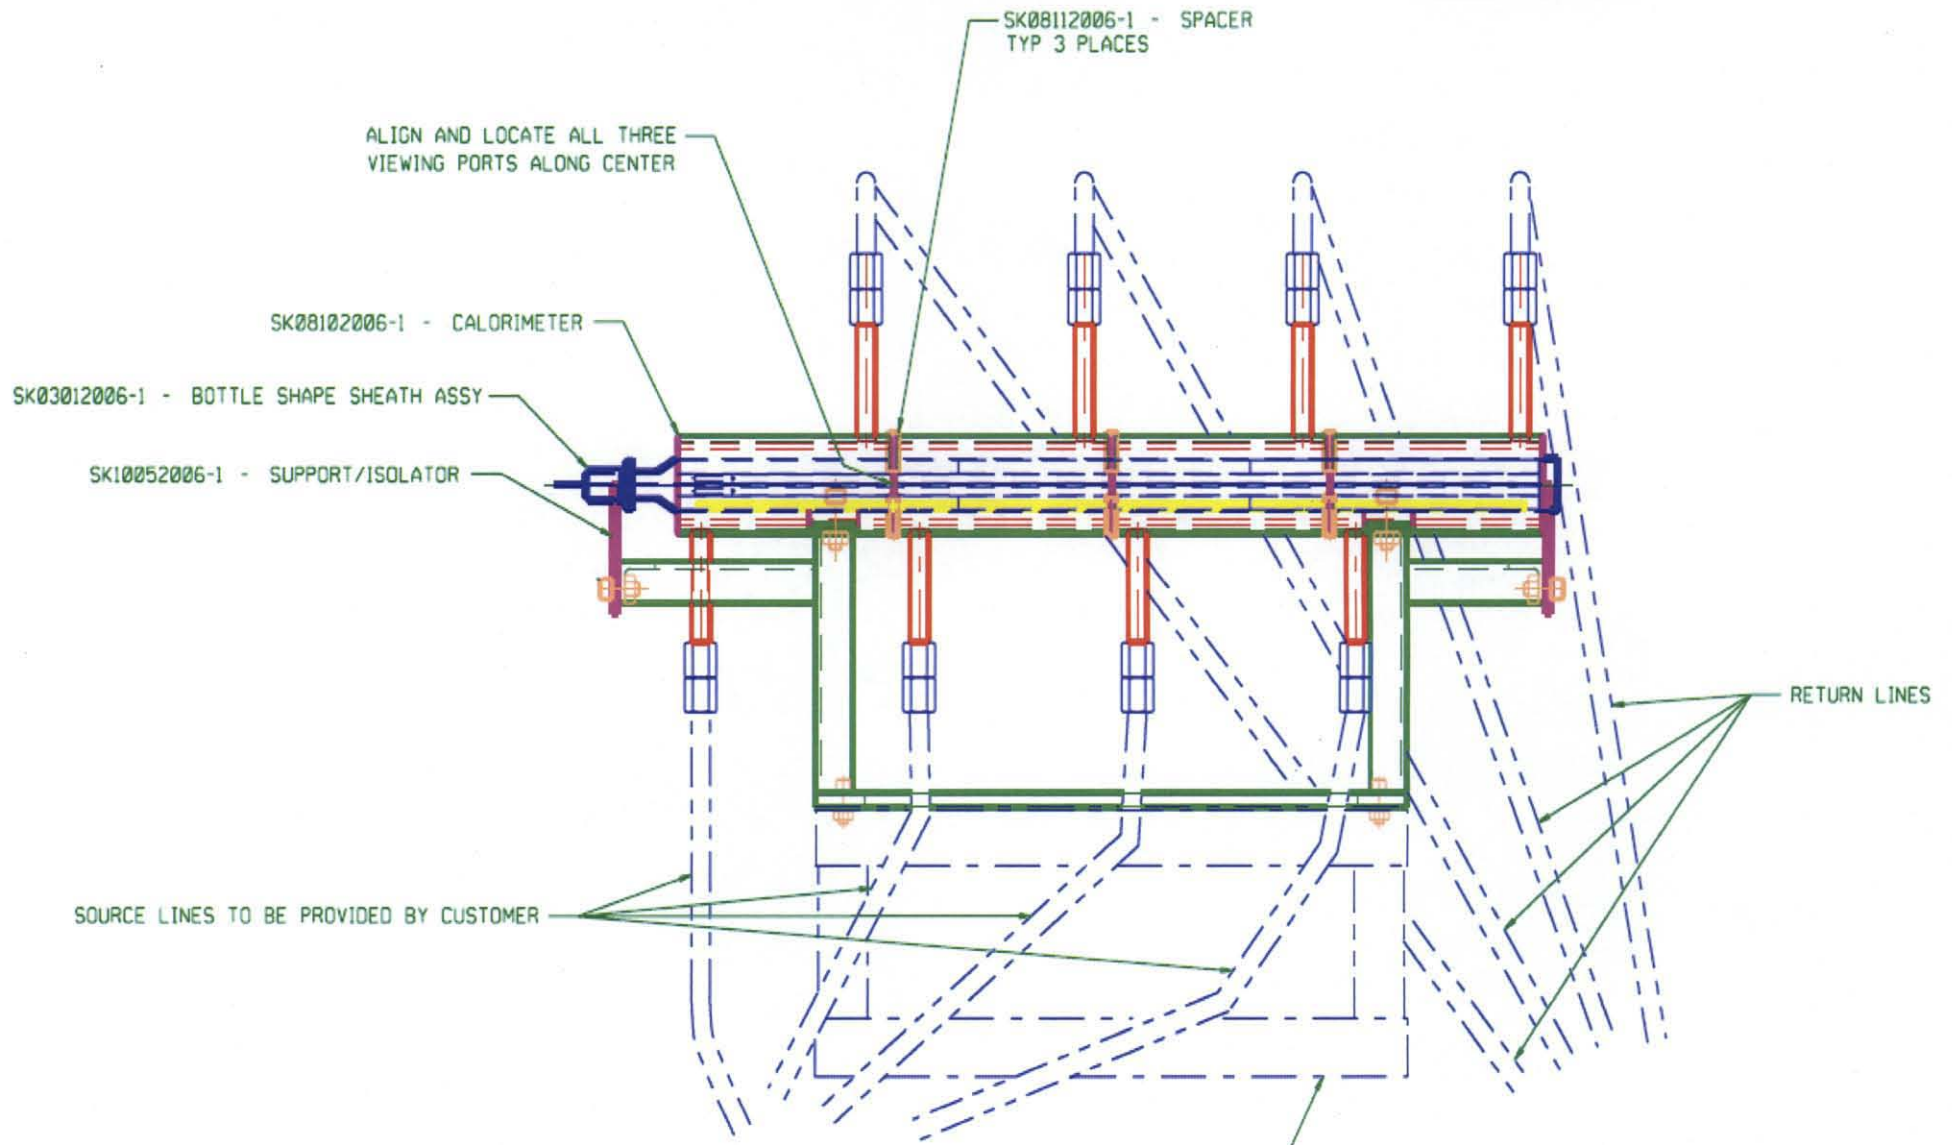 SK08112006-1 - SPACER
TYP 3 PLACES
ALIGN AND LOCATE ALL THREE
VIEWING PORTS ALONG CENTER
SK08102006-1 - CALORIMETER
SK03012006-1 - BOTTLE SHAPE SHEATH ASSY
SK10052006-1 - SUPPORT/ISOLATOR
RETURN LINES
SOURCE LINES TO BE PROVIDED BY CUSTOMER